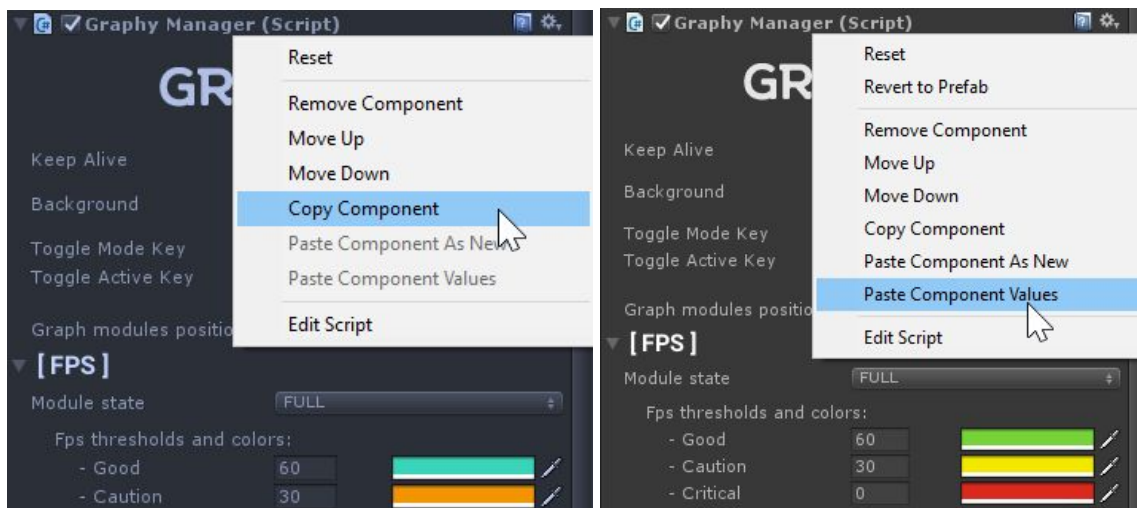 Graphy Manager (Script)
GR
Reset
Remove Component
Move Up
Move Down
Copy Component
Paste Component As New
Paste Component Values
Edit Script
Keep Alive
Background
Toggle Mode Key
Toggle Active Key
Graph modules positio
[ FPS ]
Module state FULL
Fps thresholds and colors:
- Good 60
- Caution 30
Graphy Manager (Script)
GR
Reset
Revert to Prefab
Remove Component
Move Up
Move Down
Copy Component
Paste Component As New
Paste Component Values
Edit Script
Keep Alive
Background
Toggle Mode Key
Toggle Active Key
Graph modules positio
[ FPS ]
Module state FULL
Fps thresholds and colors:
- Good 60
- Caution 30
- Critical 0